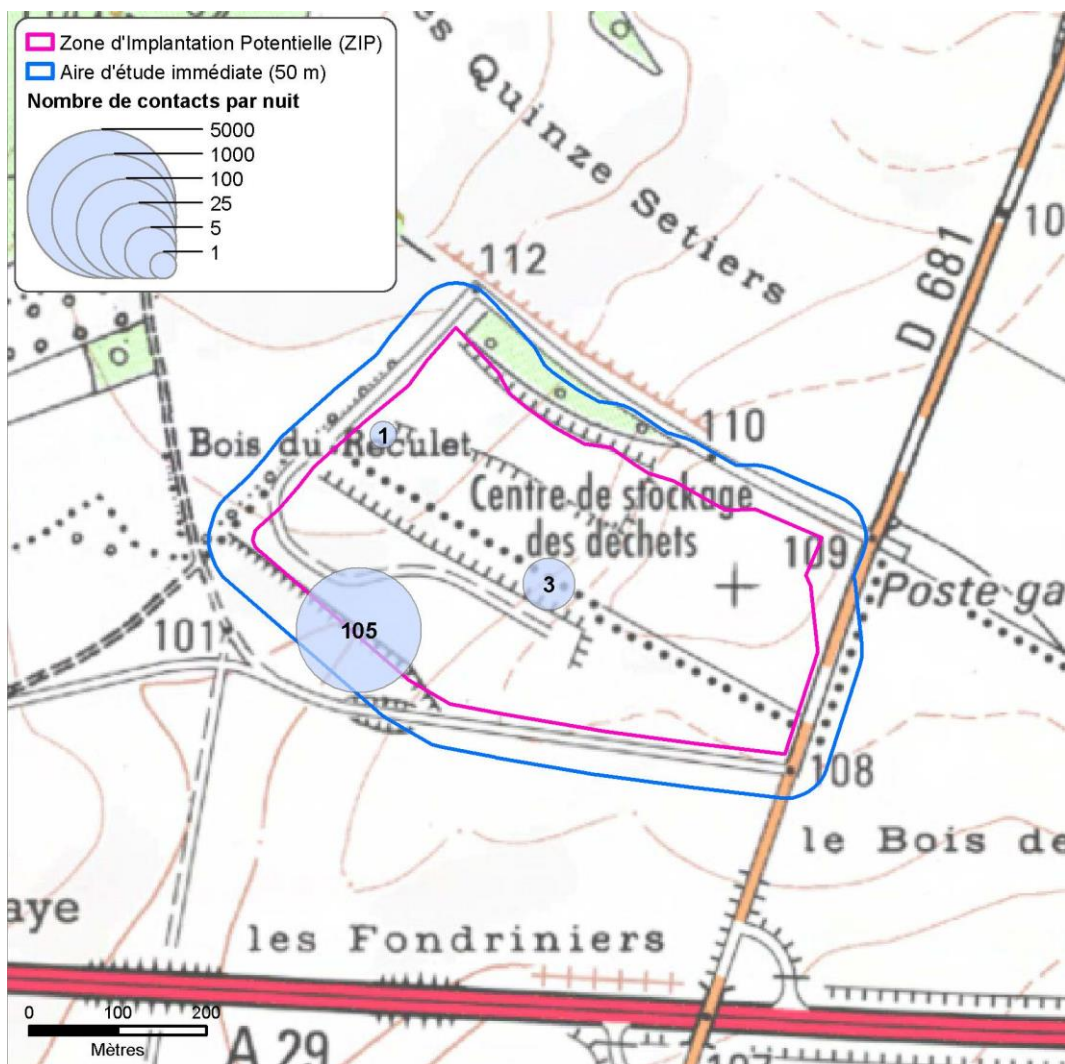 Zone d'Implantation Potentielle (ZIP)
Aire d'étude immédiate (50 m)
Nombre de contacts par nuit
5000
1000
100
25
5
1
es Quinze Setiers
D 681
10
112
110
1
Bois du Reculet
Centre de stockage
des déchets
109
3
Poste ga
101
105
108
le Bois de
aye
les Fondriniers
0 100 200
Mètres
A 29
107